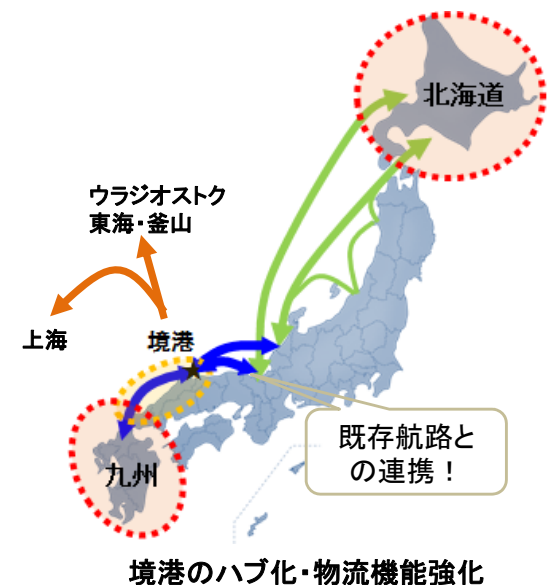 北海道
ウラジオストク
東海・釜山
上海
境港
既存航路と
の連携！
九州
境港のハブ化・物流機能強化